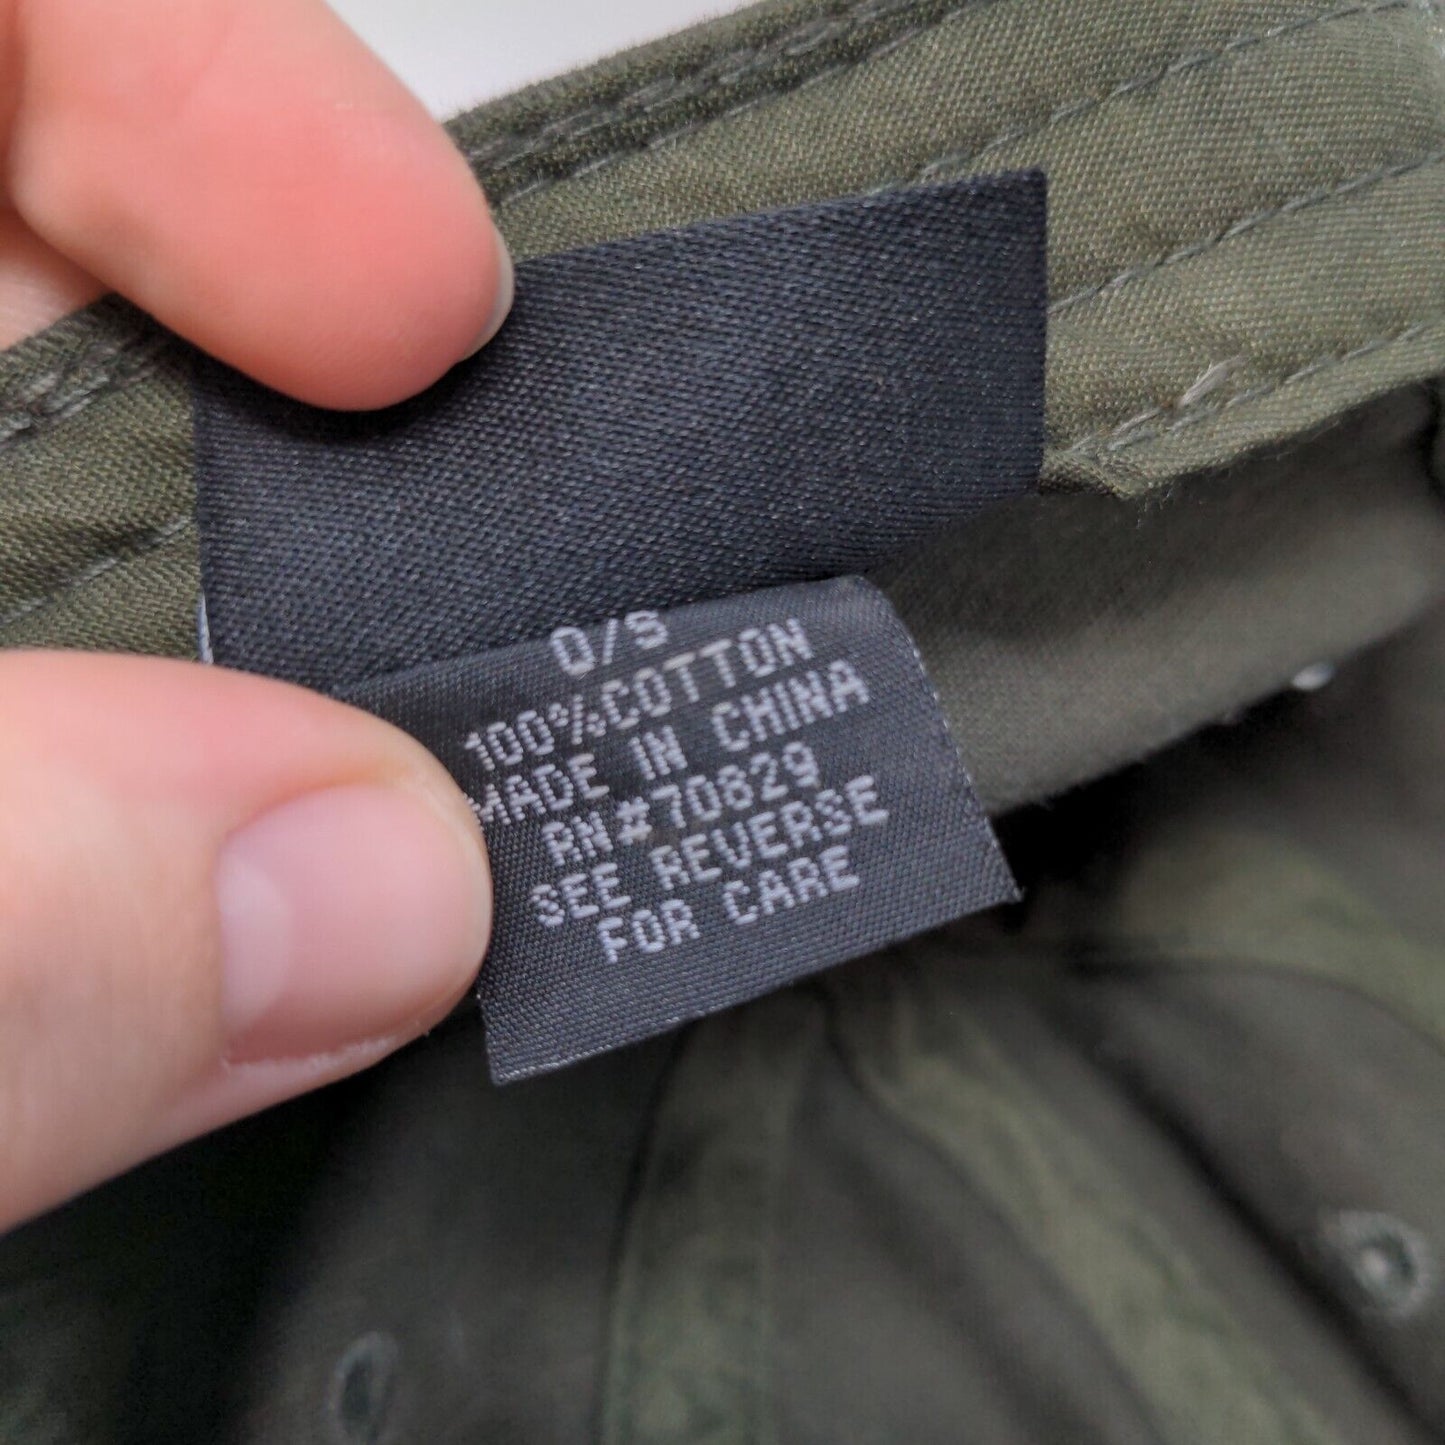 O/S
100%COTTON
MADE IN CHINA
RN#70829
SEE REVERSE
FOR CARE